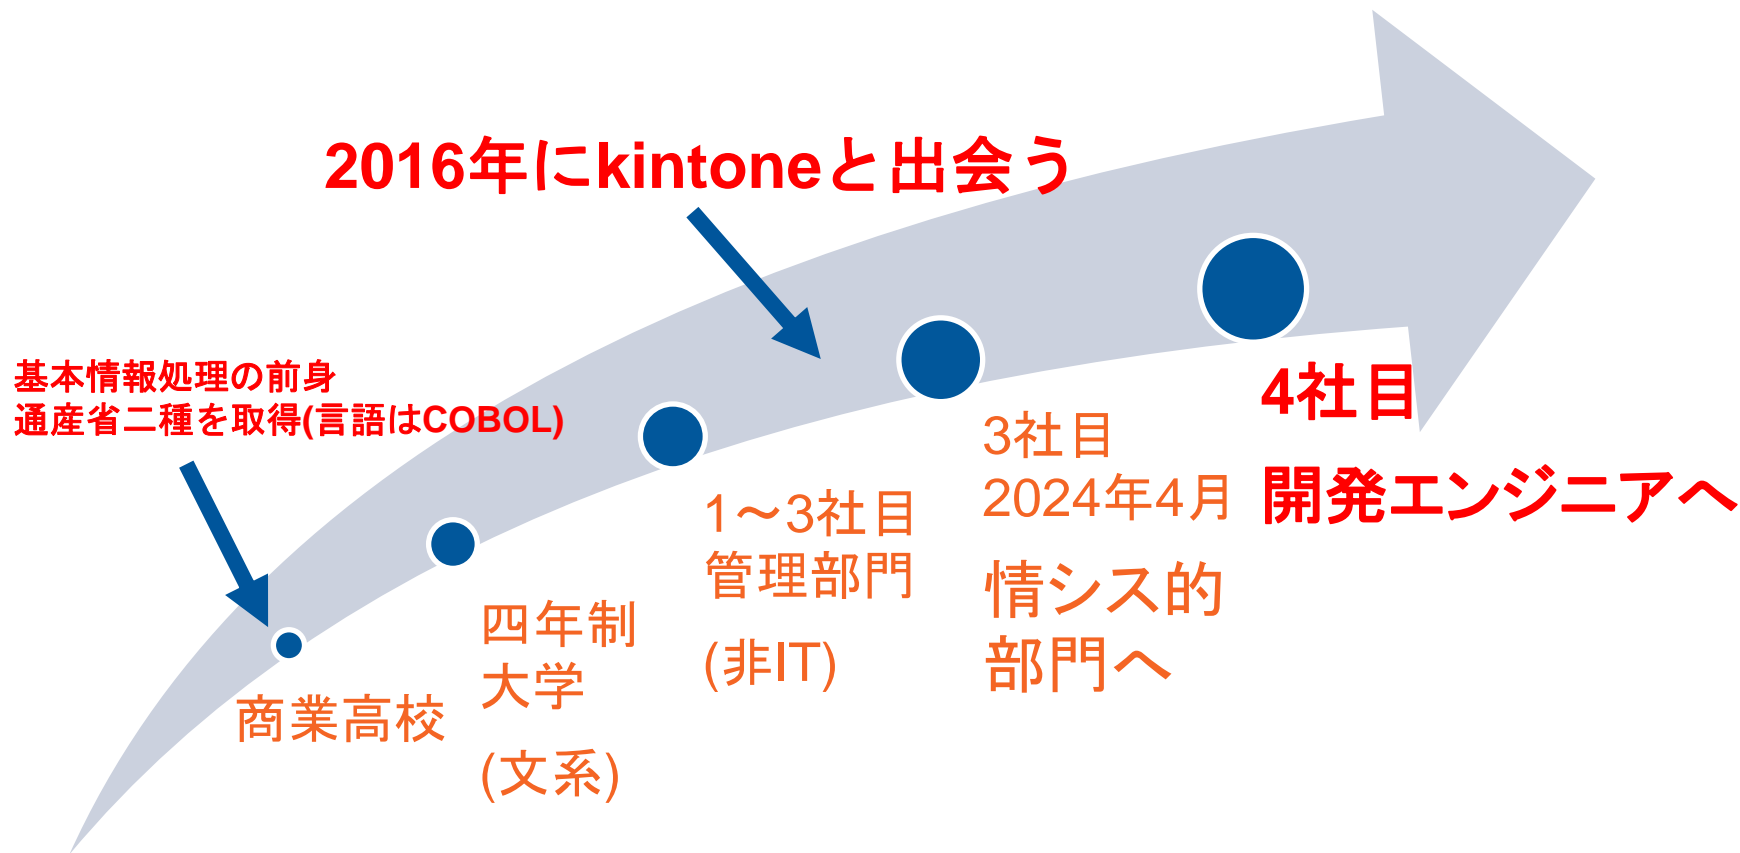 2016年にkintoneと出会う
基本情報処理の前身
通産省二種を取得(言語はCOBOL)
商業高校
四年制
大学
(文系)
1～3社目
管理部門
(非IT)
3社目
2024年4月
情シス的
部門へ
4社目
開発エンジニアへ